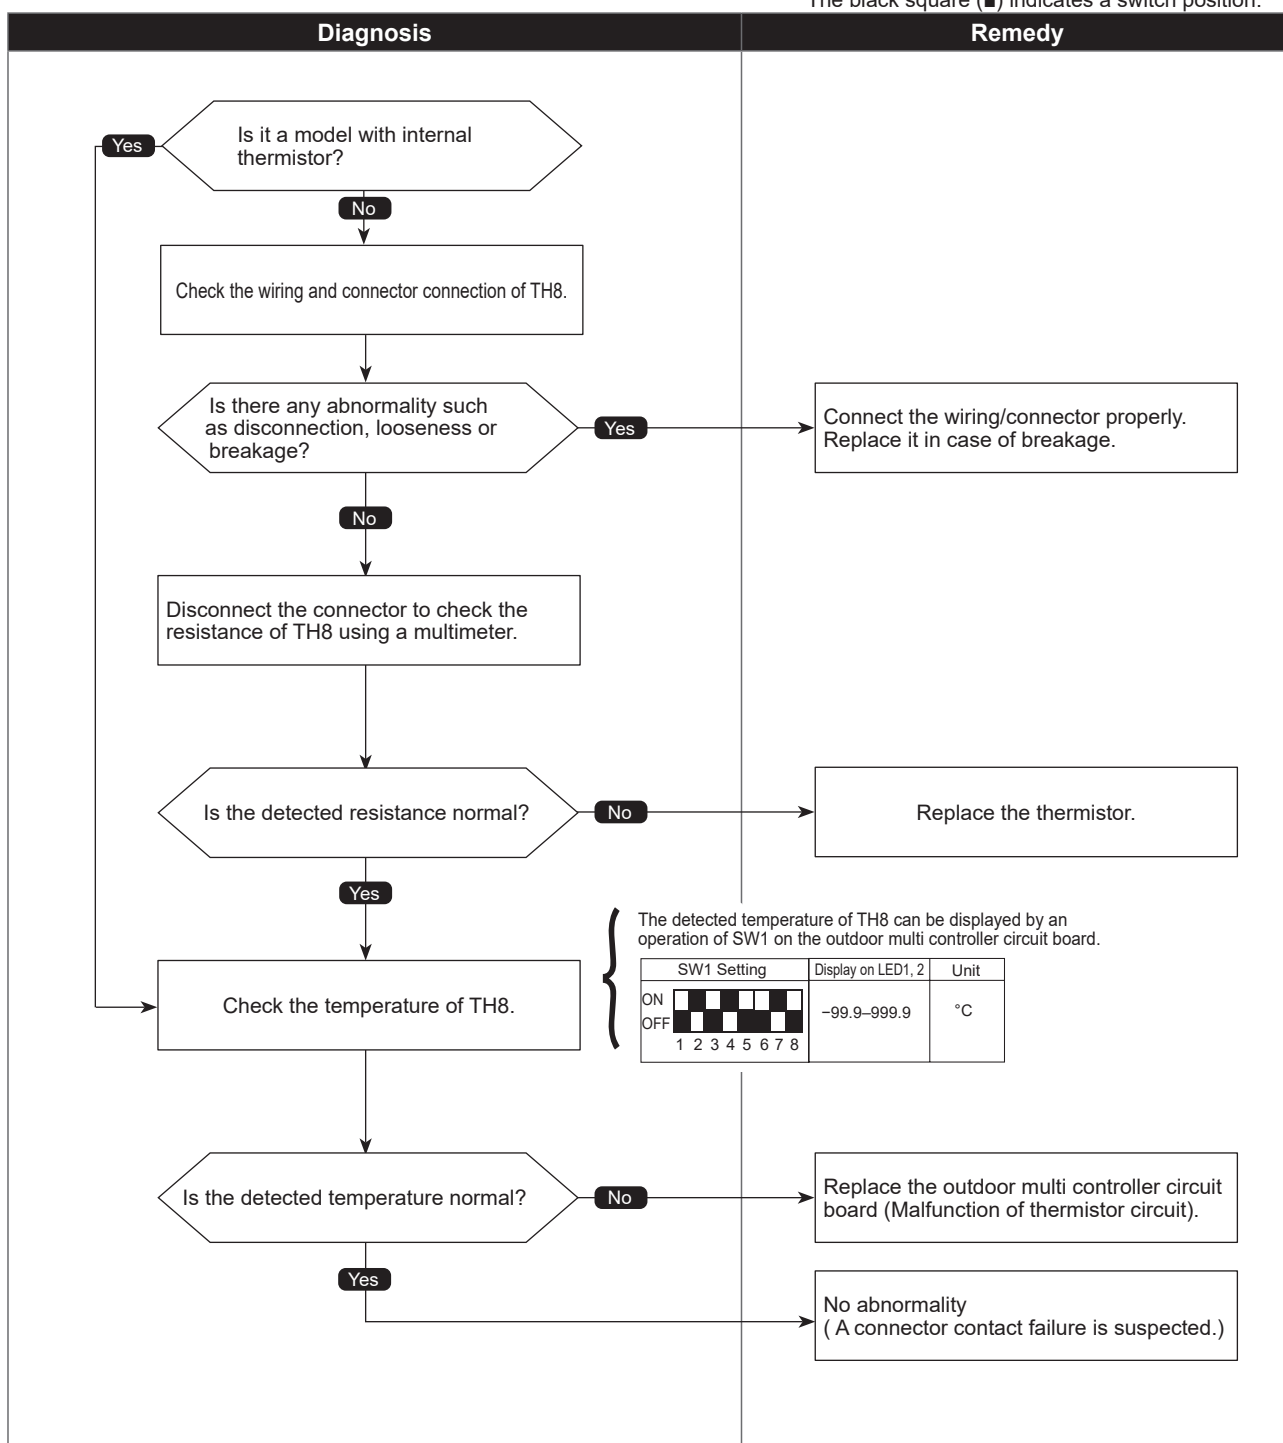 The black square (■) indicates a switch position.
Diagnosis
Remedy
Is it a model with internal
thermistor?
Yes
No
Check the wiring and connector connection of TH8.
Is there any abnormality such
as disconnection, looseness or
breakage?
Yes
Connect the wiring/connector properly.
Replace it in case of breakage.
No
Disconnect the connector to check the
resistance of TH8 using a multimeter.
Is the detected resistance normal?
No
Replace the thermistor.
Yes
The detected temperature of TH8 can be displayed by an
operation of SW1 on the outdoor multi controller circuit board.
SW1 Setting
Display on LED1, 2
Unit
ON
OFF
1 2 3 4 5 6 7 8
−99.9–999.9
°C
Check the temperature of TH8.
Is the detected temperature normal?
No
Replace the outdoor multi controller circuit
board (Malfunction of thermistor circuit).
Yes
No abnormality
( A connector contact failure is suspected.)